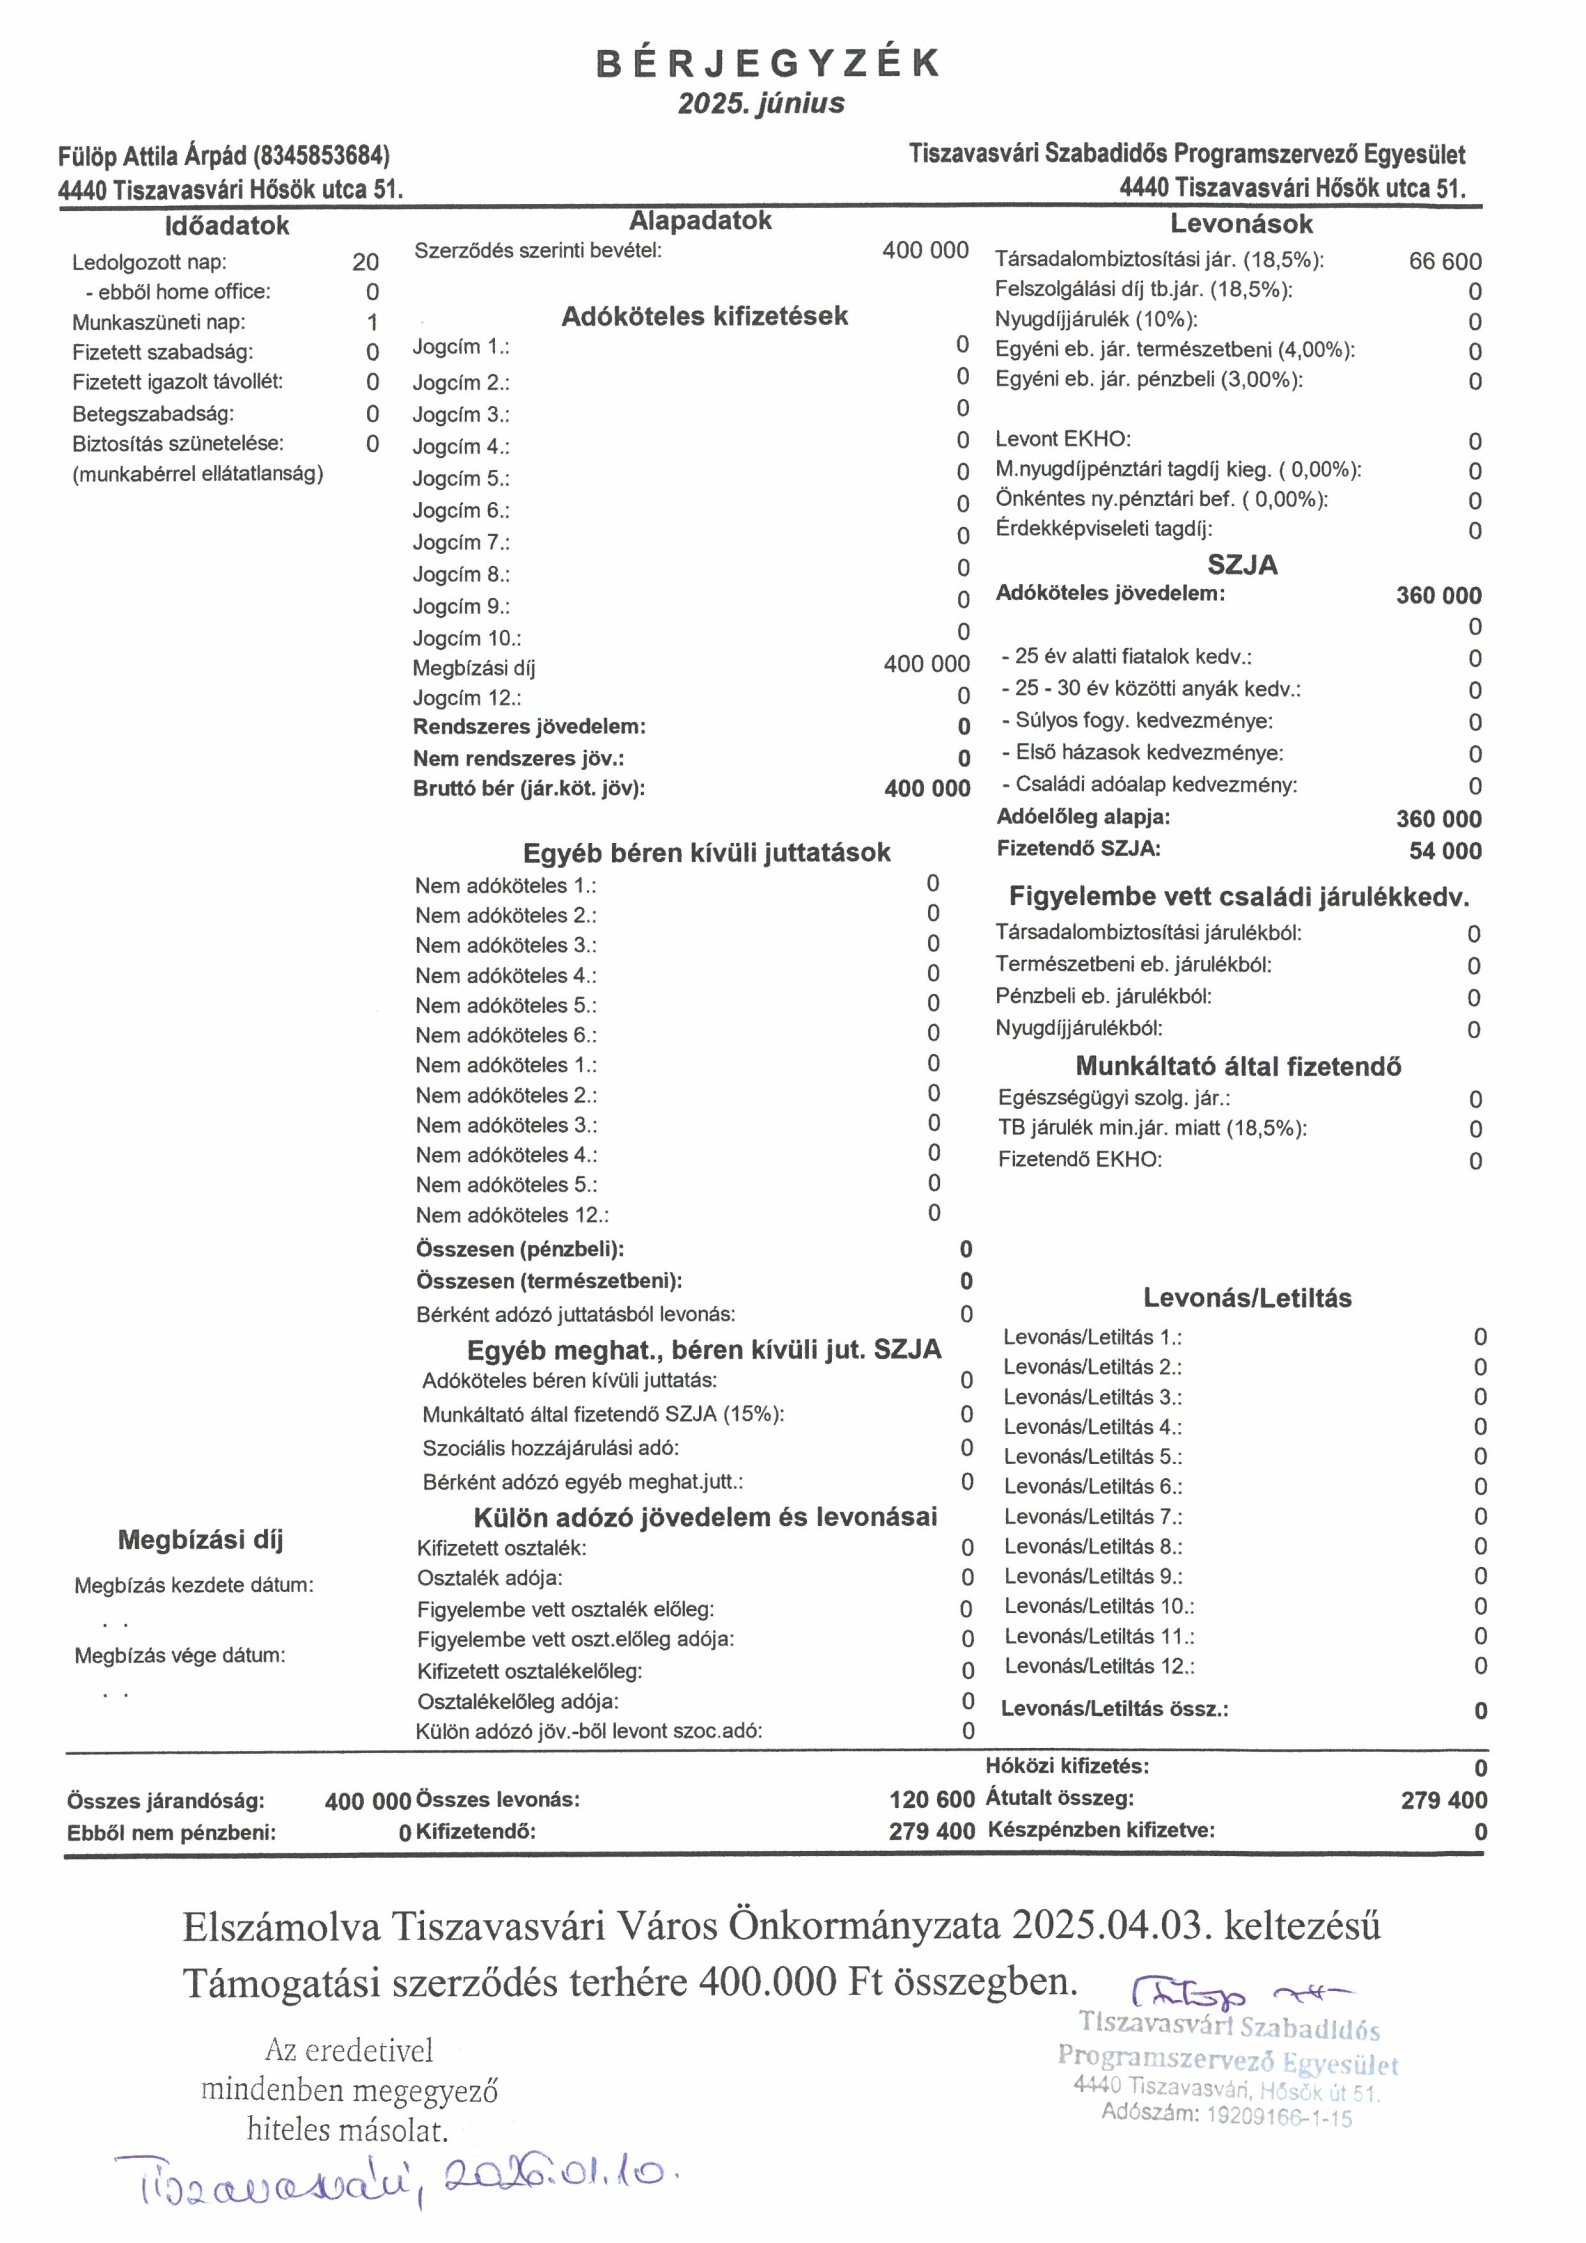 BÉRJEGYZÉK
2025. június
Fülöp Attila Árpád (8345853684)
4440 Tiszavasvári Hősök utca 51.
Tiszavasvári Szabadidős Programszervező Egyesület
4440 Tiszavasvári Hősök utca 51.
Időadatok
Ledolgozott nap: 20
- ebből home office: 0
Munkaszüneti nap: 1
Fizetett szabadság: 0
Fizetett igazolt távollét: 0
Betegszabadság: 0
Biztosítás szünetelése: 0
(munkabérrel ellátatlanság)
Megbízási díj
Megbízás kezdete dátum:
. .
Megbízás vége dátum:
. .
Alapadatok
Szerződés szerinti bevétel: 400 000
Adóköteles kifizetések
Jogcím 1.: 0
Jogcím 2.: 0
Jogcím 3.: 0
Jogcím 4.: 0
Jogcím 5.: 0
Jogcím 6.: 0
Jogcím 7.: 0
Jogcím 8.: 0
Jogcím 9.: 0
Jogcím 10.: 0
Megbízási díj 400 000
Jogcím 12.: 0
Rendszeres jövedelem: 0
Nem rendszeres jöv.: 0
Bruttó bér (jár.köt. jöv): 400 000
Egyéb béren kívüli juttatások
Nem adóköteles 1.: 0
Nem adóköteles 2.: 0
Nem adóköteles 3.: 0
Nem adóköteles 4.: 0
Nem adóköteles 5.: 0
Nem adóköteles 6.: 0
Nem adóköteles 1.: 0
Nem adóköteles 2.: 0
Nem adóköteles 3.: 0
Nem adóköteles 4.: 0
Nem adóköteles 5.: 0
Nem adóköteles 12.: 0
Összesen (pénzbeli): 0
Összesen (természetbeni): 0
Bérként adózó juttatásból levonás: 0
Egyéb meghat., béren kívüli jut. SZJA
Adóköteles béren kívüli juttatás: 0
Munkáltató által fizetendő SZJA (15%): 0
Szociális hozzájárulási adó: 0
Bérként adózó egyéb meghat.jutt.: 0
Külön adózó jövedelem és levonásai
Kifizetett osztalék: 0
Osztalék adója: 0
Figyelembe vett osztalék előleg: 0
Figyelembe vett oszt.előleg adója: 0
Kifizetett osztalékelőleg: 0
Osztalékelőleg adója: 0
Külön adózó jöv.-ből levont szoc.adó: 0
Levonások
Társadalombiztosítási jár. (18,5%): 66 600
Felszolgálási díj tb.jár. (18,5%): 0
Nyugdíjjárulék (10%): 0
Egyéni eb. jár. természetbeni (4,00%): 0
Egyéni eb. jár. pénzbeli (3,00%): 0
Levont EKHO: 0
M.nyugdíjpénztári tagdíj kieg. ( 0,00%): 0
Önkéntes ny.pénztári bef. ( 0,00%): 0
Érdekképviseleti tagdíj: 0
SZJA
Adóköteles jövedelem: 360 000
0
- 25 év alatti fiatalok kedv.: 0
- 25 - 30 év közötti anyák kedv.: 0
- Súlyos fogy. kedvezménye: 0
- Első házasok kedvezménye: 0
- Családi adóalap kedvezmény: 0
Adóelőleg alapja: 360 000
Fizetendő SZJA: 54 000
Figyelembe vett családi járulékkedv.
Társadalombiztosítási járulékból: 0
Természetbeni eb. járulékból: 0
Pénzbeli eb. járulékból: 0
Nyugdíjjárulékból: 0
Munkáltató által fizetendő
Egészségügyi szolg. jár.: 0
TB járulék min.jár. miatt (18,5%): 0
Fizetendő EKHO: 0
Levonás/Letiltás
Levonás/Letiltás 1.: 0
Levonás/Letiltás 2.: 0
Levonás/Letiltás 3.: 0
Levonás/Letiltás 4.: 0
Levonás/Letiltás 5.: 0
Levonás/Letiltás 6.: 0
Levonás/Letiltás 7.: 0
Levonás/Letiltás 8.: 0
Levonás/Letiltás 9.: 0
Levonás/Letiltás 10.: 0
Levonás/Letiltás 11.: 0
Levonás/Letiltás 12.: 0
Levonás/Letiltás össz.: 0
Hóközi kifizetés: 0
Összes járandóság: 400 000 Összes levonás: 120 600 Átutalt összeg: 279 400
Ebből nem pénzbeni: 0 Kifizetendő: 279 400 Készpénzben kifizetve: 0
Elszámolva Tiszavasvári Város Önkormányzata 2025.04.03. keltezésű
Támogatási szerződés terhére 400.000 Ft összegben.
Tiszavasvári Szabadidős
Programszervező Egyesület
4440 Tiszavasvári, Hősök út 51.
Adószám: 19209166-1-15
Az eredetivel
mindenben megegyező
hiteles másolat.
Tiszavasvári, 2026.01.10.